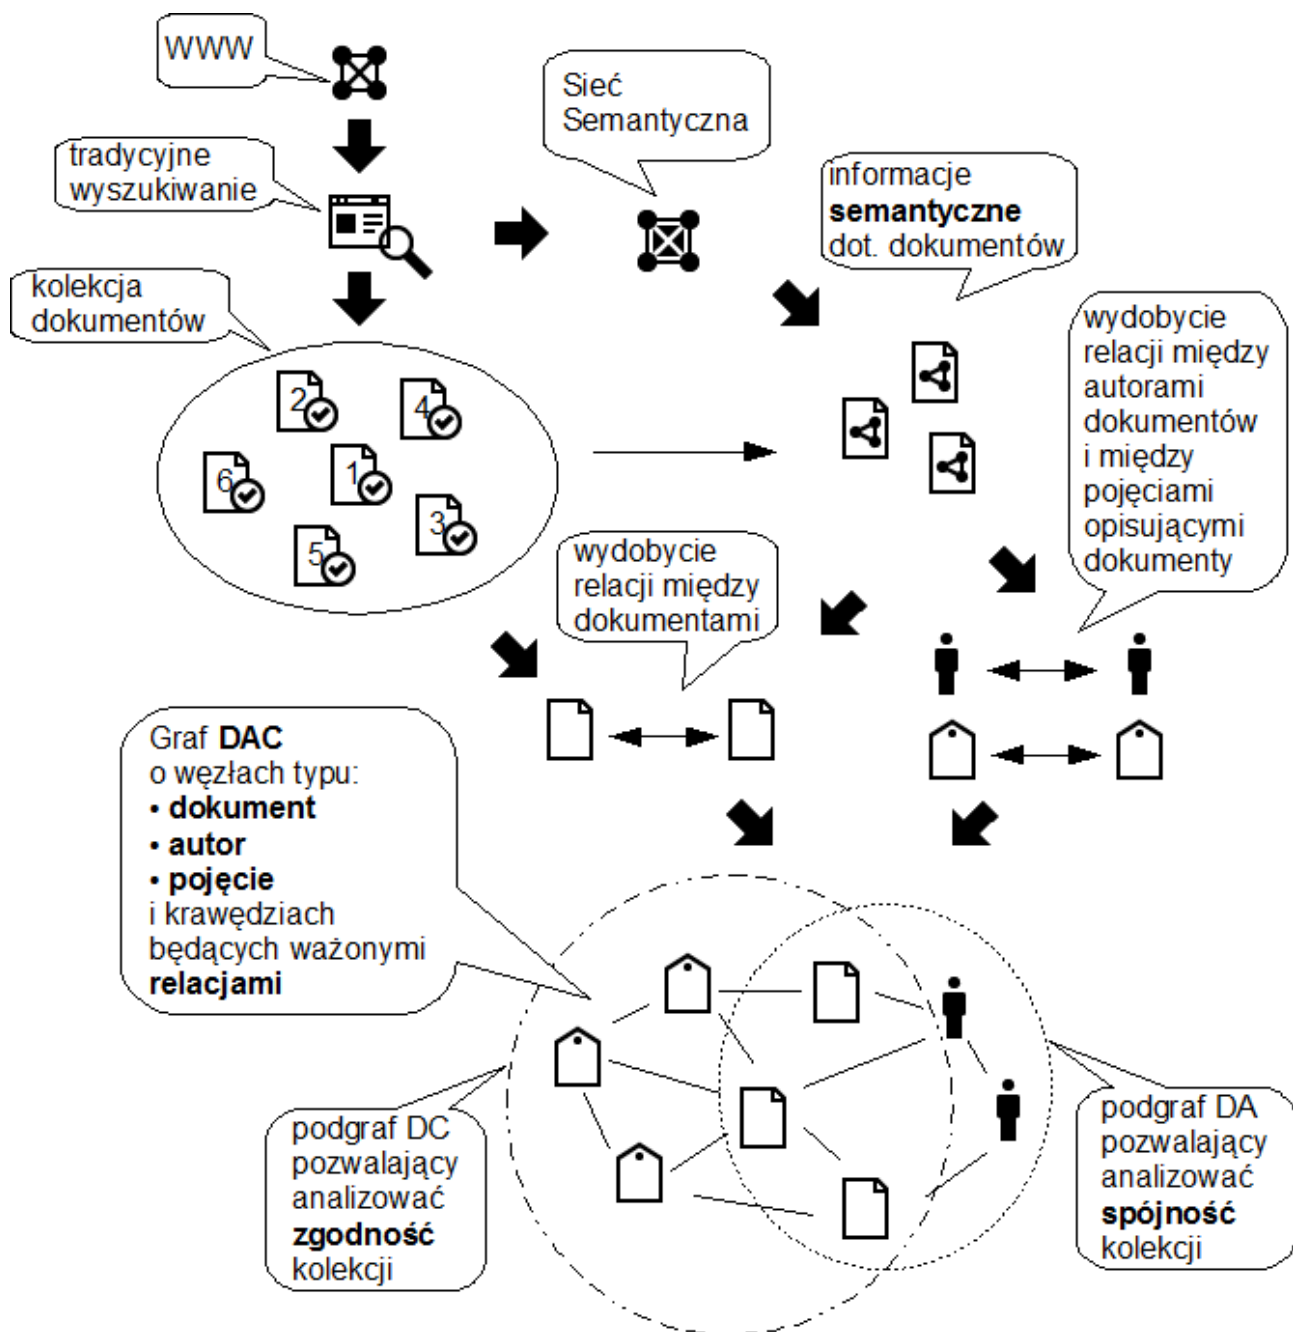 WWW
tradycyjne
wyszukiwanie
Sieć
Semantyczna
informacje
semantyczne
dot. dokumentów
kolekcja
dokumentów
wydobycie
relacji między
autorami
dokumentów
i między
pojęciami
opisującymi
dokumenty
2
4
6
1
3
5
wydobycie
relacji między
dokumentami
Graf DAC
o węzłach typu:
• dokument
• autor
• pojęcie
i krawędziach
będących ważonymi
relacjami
podgraf DC
pozwalający
analizować
zgodność
kolekcji
podgraf DA
pozwalający
analizować
spójność
kolekcji